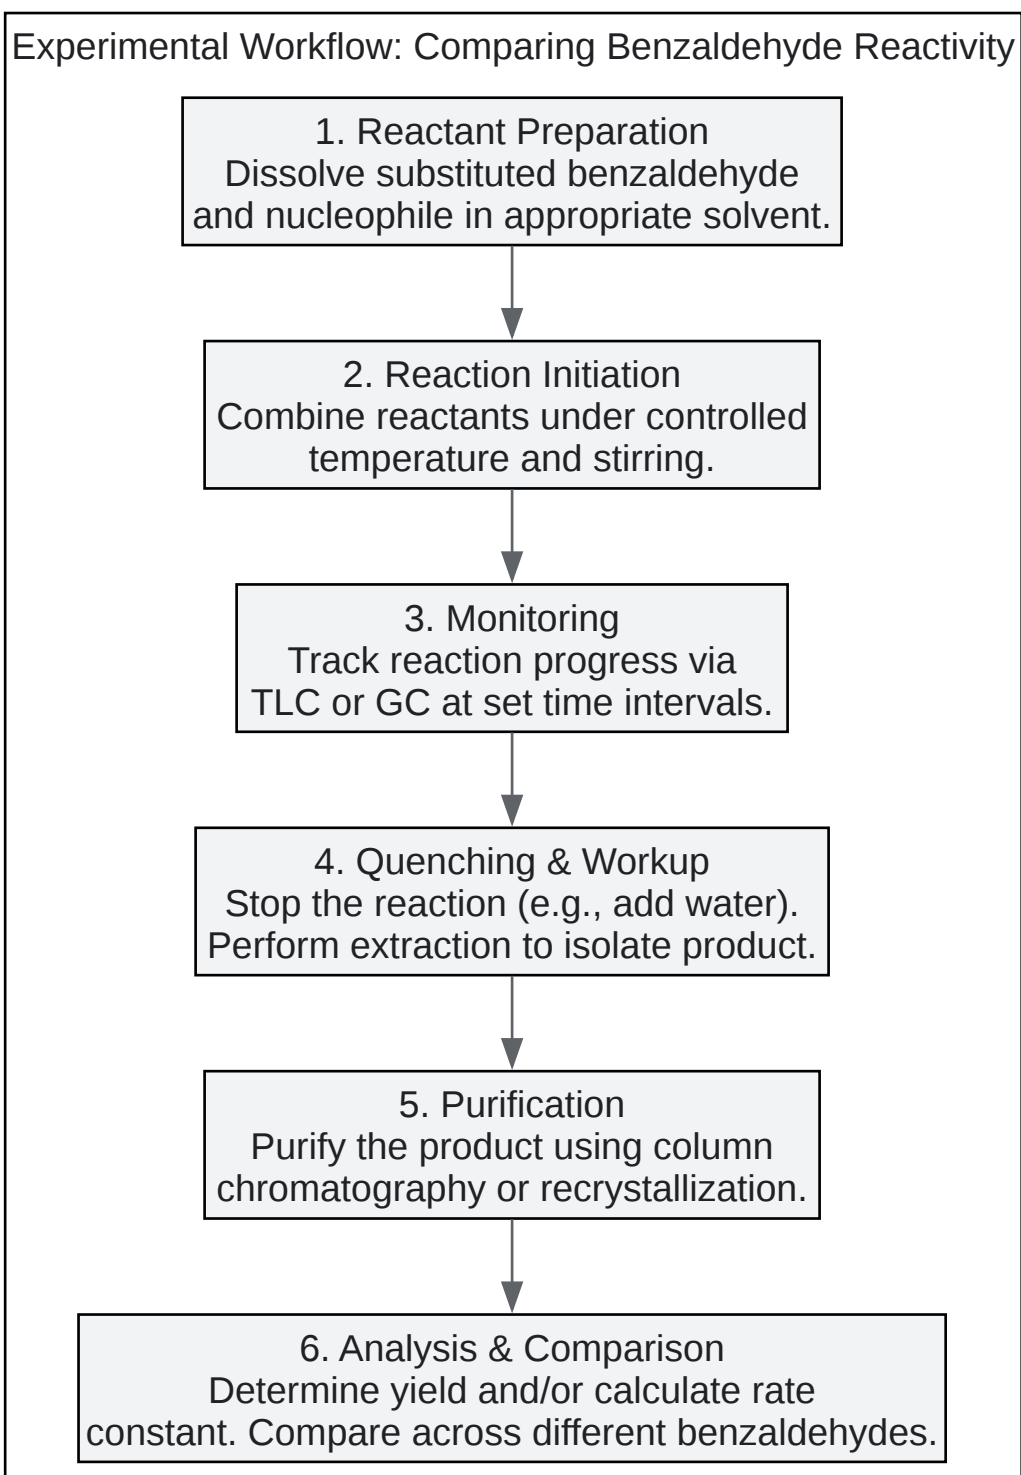 Experimental Workflow: Comparing Benzaldehyde Reactivity
1. Reactant Preparation
Dissolve substituted benzaldehyde
and nucleophile in appropriate solvent.
2. Reaction Initiation
Combine reactants under controlled
temperature and stirring.
3. Monitoring
Track reaction progress via
TLC or GC at set time intervals.
4. Quenching & Workup
Stop the reaction (e.g., add water).
Perform extraction to isolate product.
5. Purification
Purify the product using column
chromatography or recrystallization.
6. Analysis & Comparison
Determine yield and/or calculate rate
constant. Compare across different benzaldehydes.